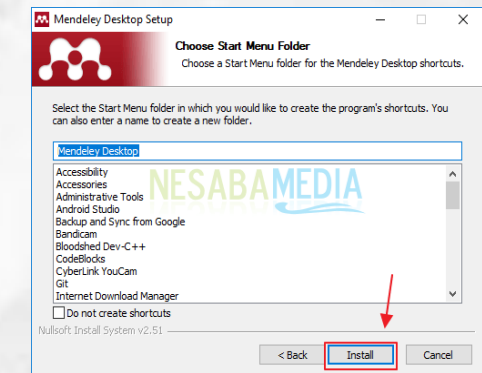 Mendeley Desktop Setup
Choose Start Menu Folder
Choose a Start Menu folder for the Mendeley Desktop shortcuts.
Select the Start Menu folder in which you would like to create the program's shortcuts. You
can also enter a name to create a new folder.
Mendeley Desktop
Accessibility
Accessories
Administrative Tools
Android Studio
Backup and Sync from Google
Bandicam
Bloodshed Dev-C++
CodeBlocks
CyberLink YouCam
Git
Internet Download Manager
NESABAMEDIA
Do not create shortcuts
Nullsoft Install System v2.51
< Back
Install
Cancel